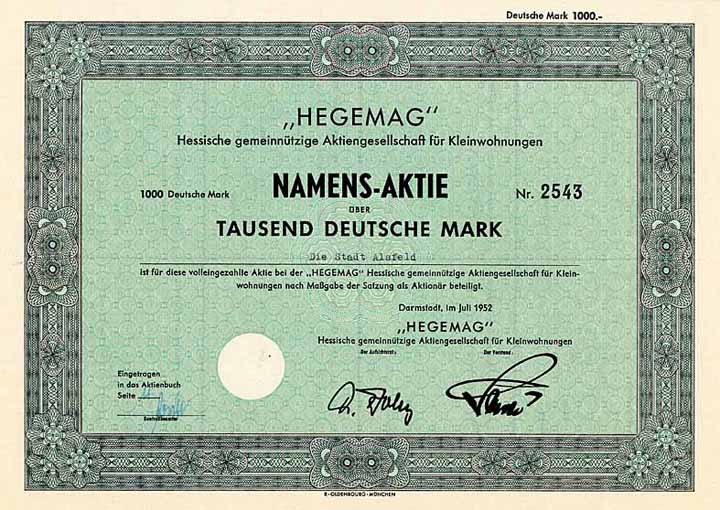 Deutsche Mark 1000.-
„HEGEMAG“
Hessische gemeinnützige Aktiengesellschaft für Kleinwohnungen
1000 Deutsche Mark NAMENS-AKTIE Nr. 2543
ÜBER
TAUSEND DEUTSCHE MARK
Die Stadt Alsfeld
ist für diese volleingezahlte Aktie bei der „HEGEMAG“ Hessische gemeinnützige Aktiengesellschaft für Klein-
wohnungen nach Maßgabe der Satzung als Aktionär beteiligt.
Darmstadt, im Juli 1952
„HEGEMAG“
Hessische gemeinnützige Aktiengesellschaft für Kleinwohnungen
Der Aufsichtsrat: Der Vorstand:
Eingetragen
in das Aktienbuch
Seite
Kontrollbeamter
R·OLDENBOURG·MÜNCHEN